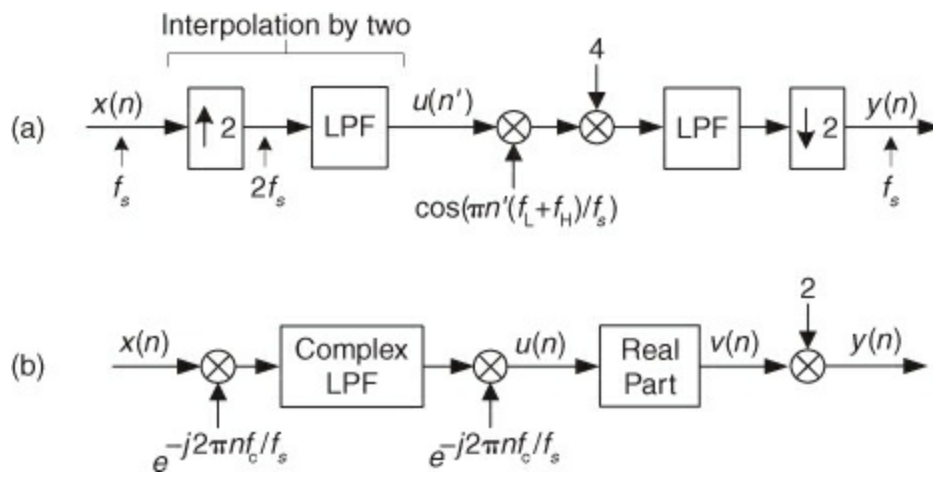 Interpolation by two
(a)
x(n)
↑ 2
LPF
u(n′)
4
LPF
↓ 2
y(n)
f_s
2f_s
cos(πn′(f_L+f_H)/f_s)
f_s
(b)
x(n)
Complex
LPF
u(n)
Real
Part
v(n)
2
y(n)
e^{-j2πnf_c/f_s}
e^{-j2πnf_c/f_s}